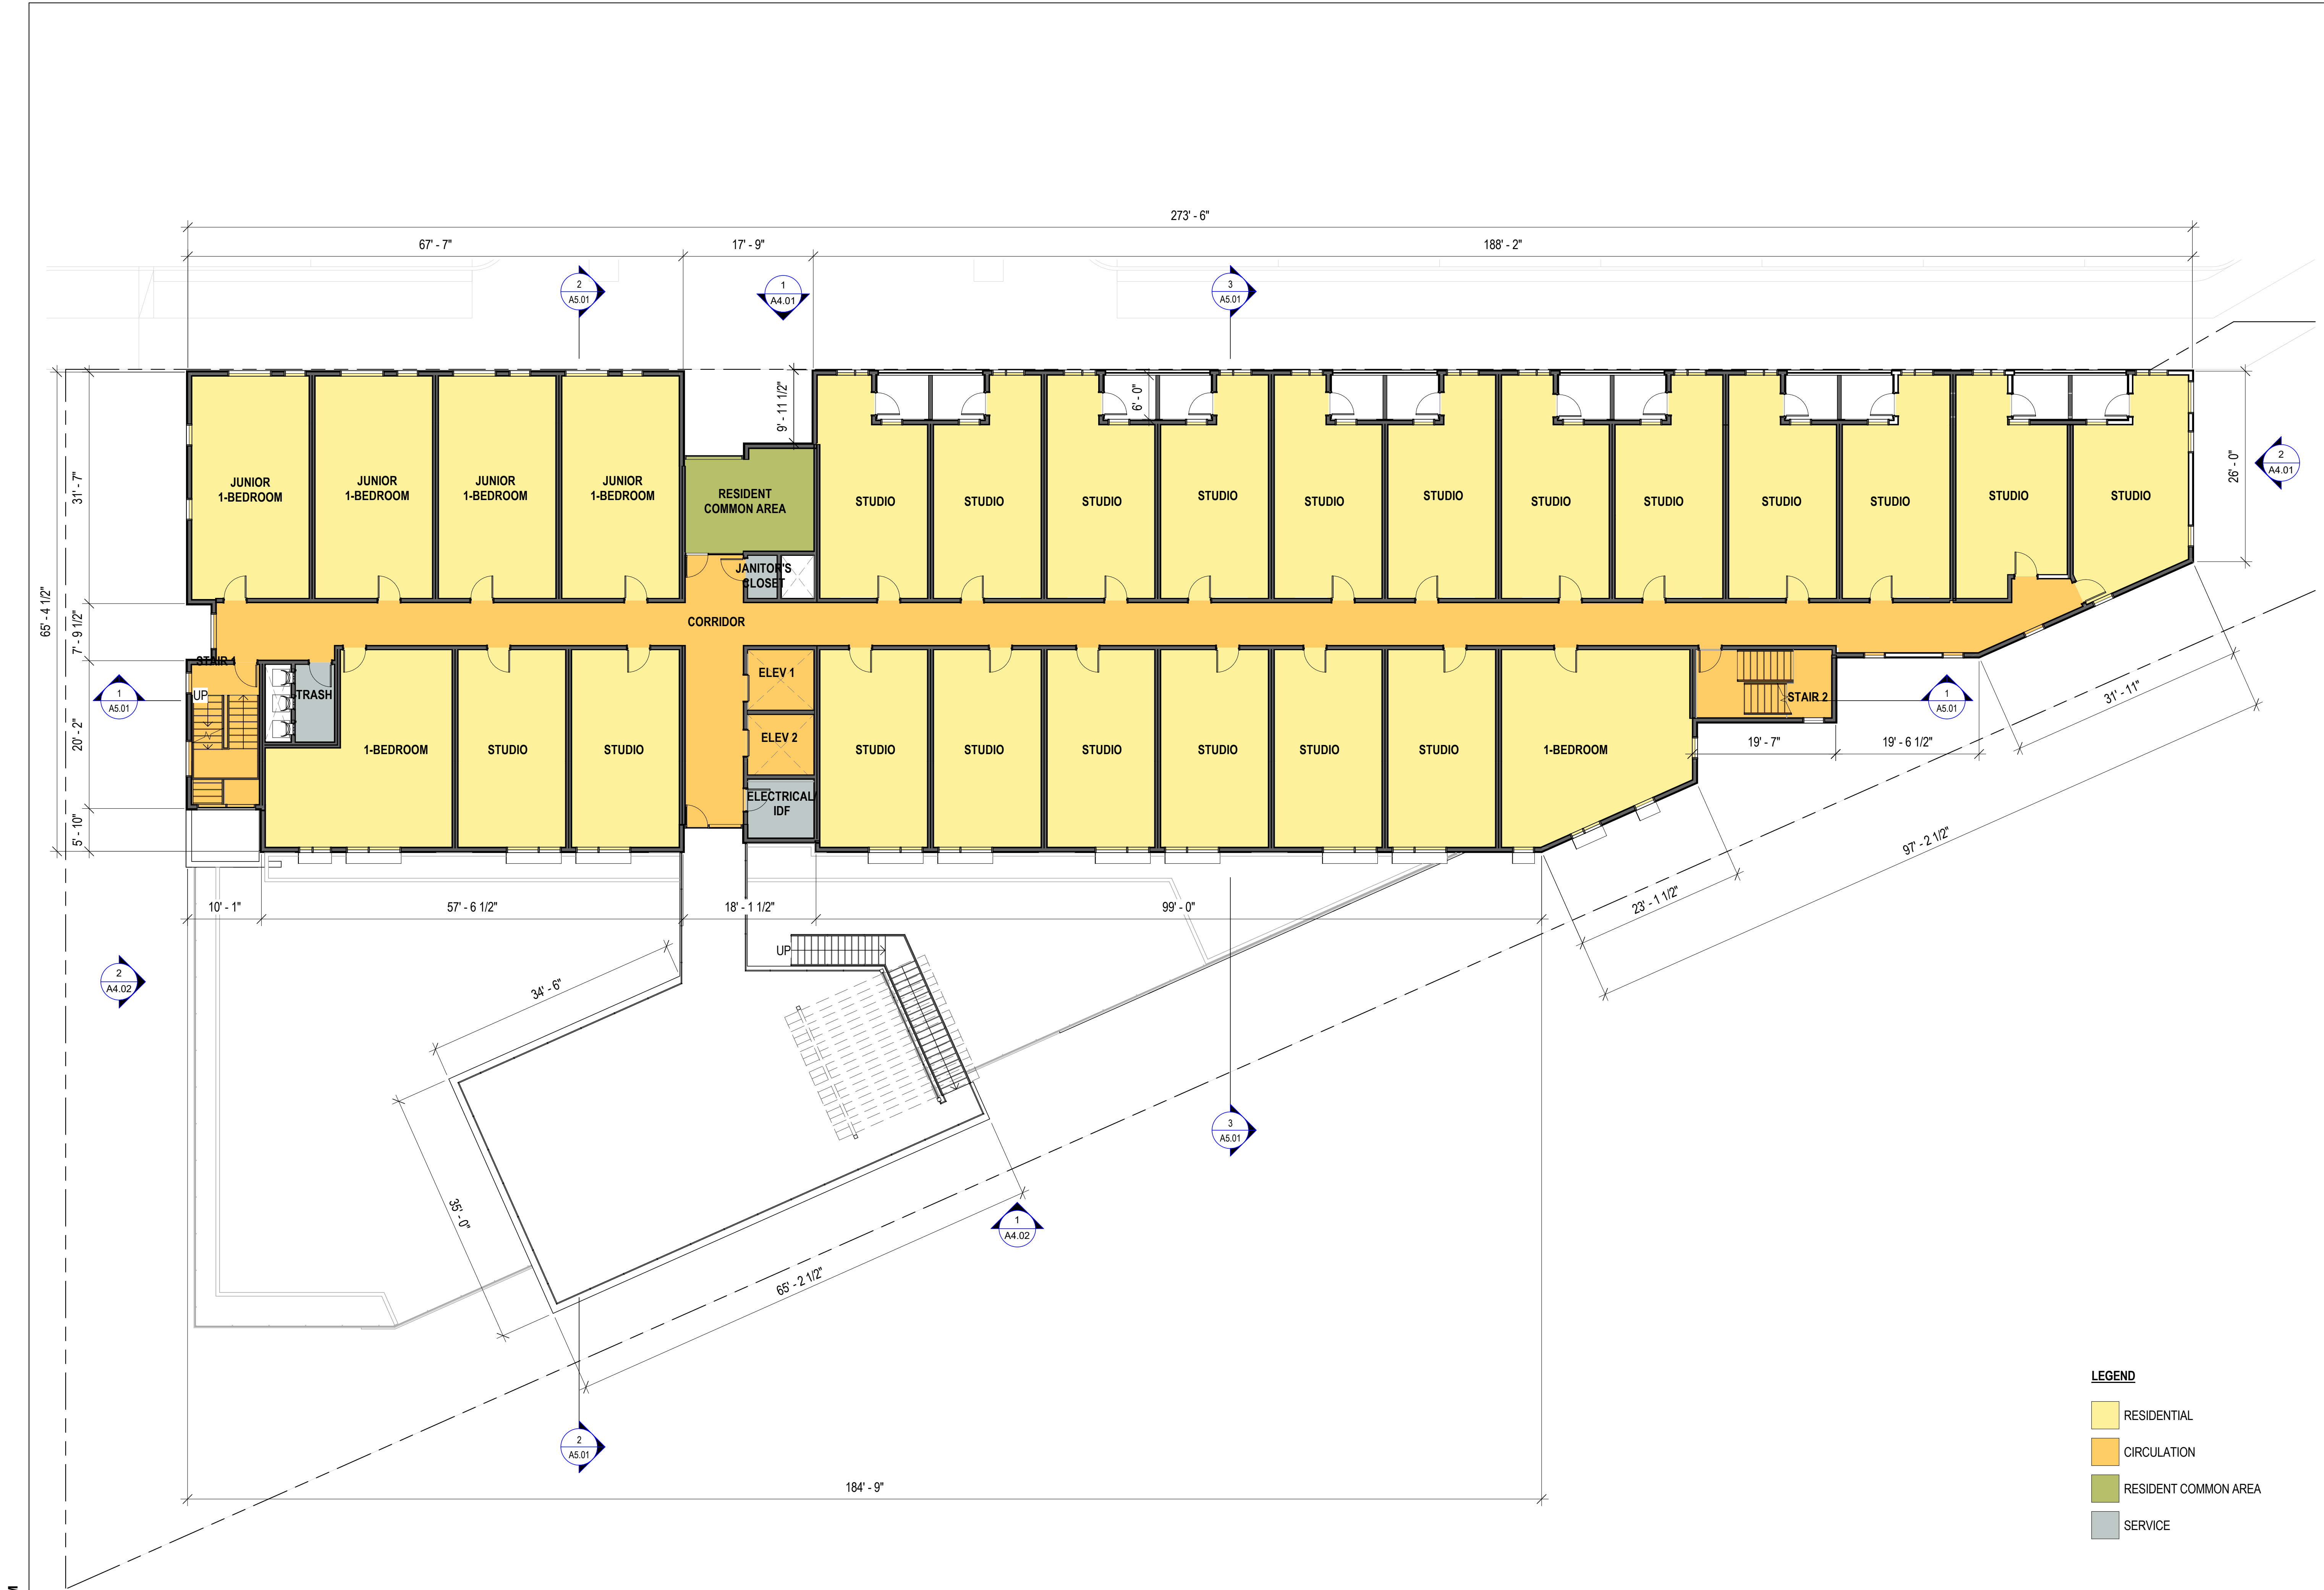 273' - 6"
67' - 7"
17' - 9"
188' - 2"
2
A5.01
1
A4.01
3
A5.01
9' - 11 1/2"
6' - 0"
31' - 7"
65' - 4 1/2"
7' - 9 1/2"
20' - 2"
5' - 10"
26' - 0"
2
A4.01
JUNIOR
1-BEDROOM
JUNIOR
1-BEDROOM
JUNIOR
1-BEDROOM
JUNIOR
1-BEDROOM
RESIDENT
COMMON AREA
STUDIO
STUDIO
STUDIO
STUDIO
STUDIO
STUDIO
STUDIO
STUDIO
STUDIO
STUDIO
STUDIO
STUDIO
JANITOR'S
CLOSET
CORRIDOR
STAIR 1
UP
TRASH
1
A5.01
ELEV 1
ELEV 2
ELECTRICAL/
IDF
1-BEDROOM
STUDIO
STUDIO
STUDIO
STUDIO
STUDIO
STUDIO
STUDIO
STUDIO
1-BEDROOM
STAIR 2
1
A5.01
19' - 7"
19' - 6 1/2"
31' - 11"
97' - 2 1/2"
23' - 1 1/2"
10' - 1"
57' - 6 1/2"
18' - 1 1/2"
99' - 0"
UP
2
A4.02
34' - 6"
35' - 0"
65' - 2 1/2"
3
A5.01
1
A4.02
2
A5.01
184' - 9"
LEGEND
RESIDENTIAL
CIRCULATION
RESIDENT COMMON AREA
SERVICE